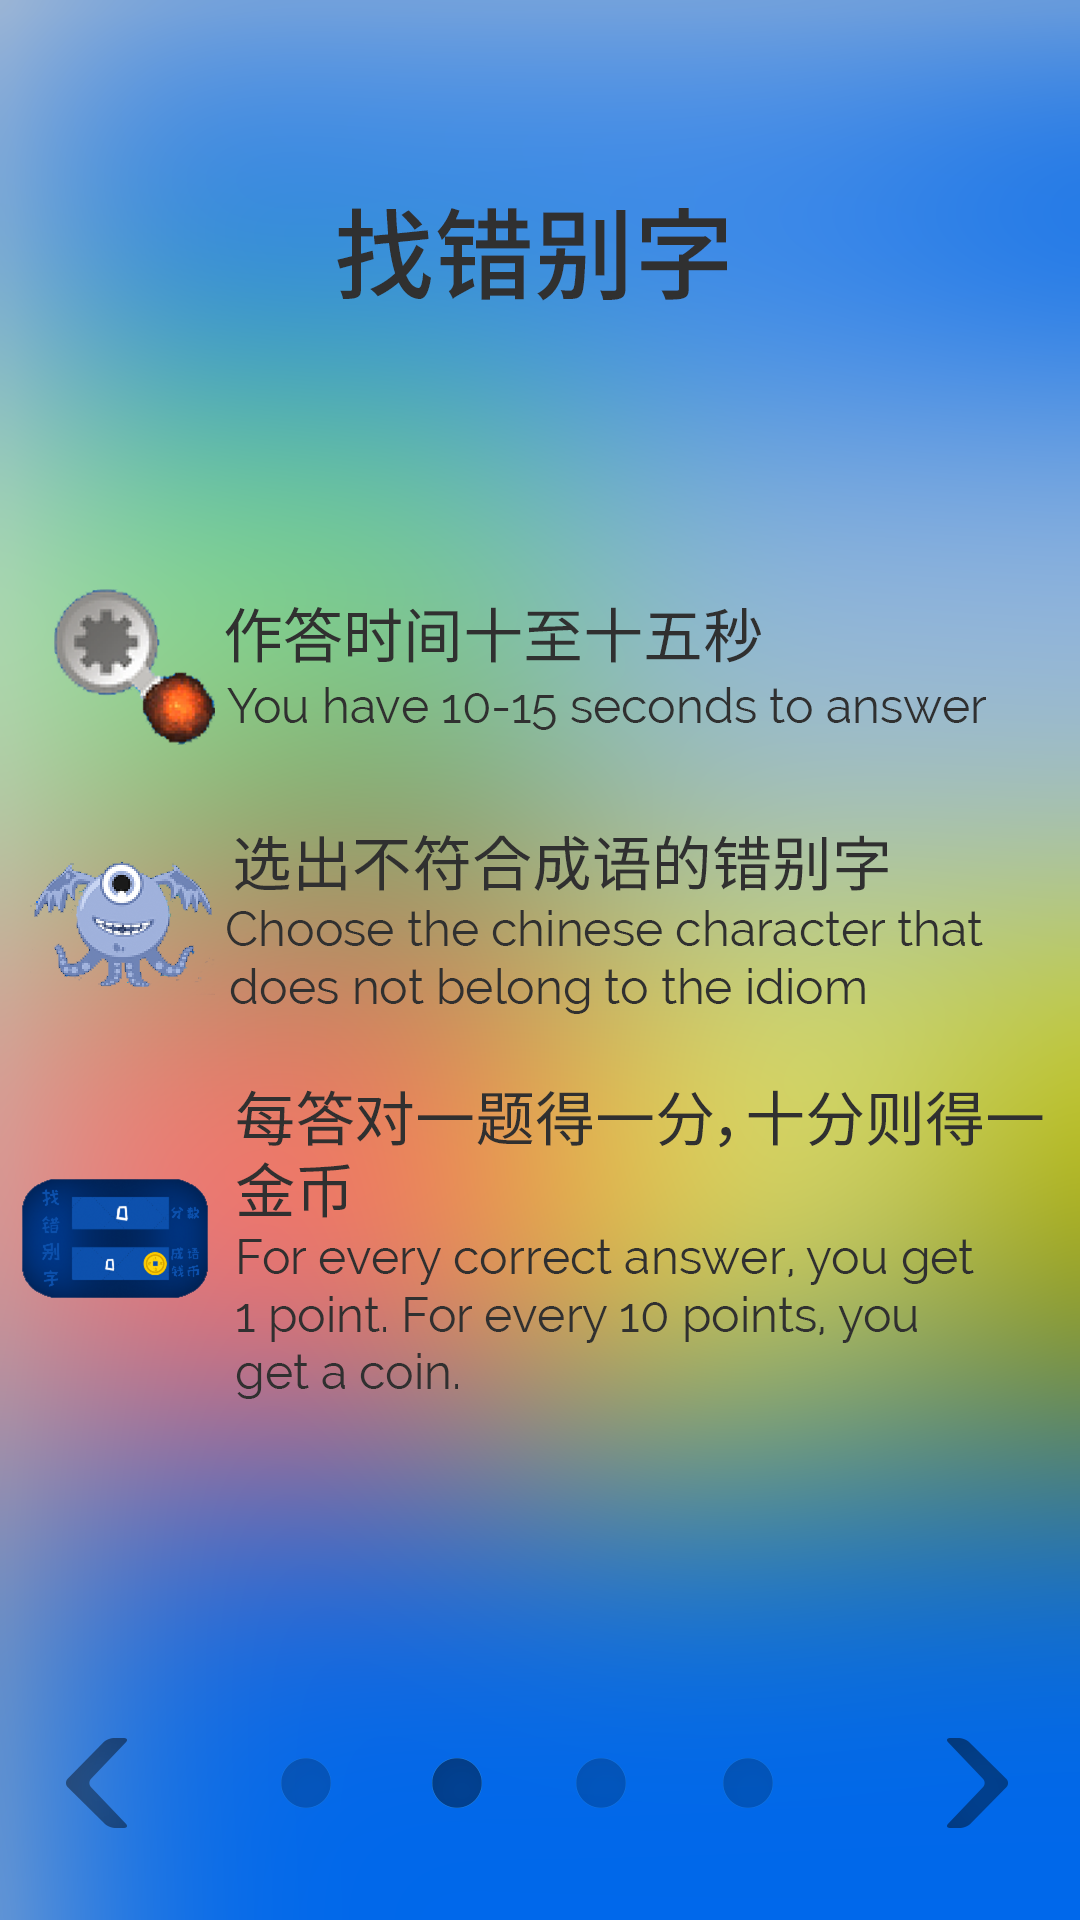 找错别字
作答时间十至十五秒
You have 10-15 seconds to answer
选出不符合成语的错别字
Choose the chinese character that
does not belong to the idiom
每答对一题得一分，十分则得一
金币
For every correct answer, you get
1 point. For every 10 points, you
get a coin.
找错别字
0 分数
0 成语钱币